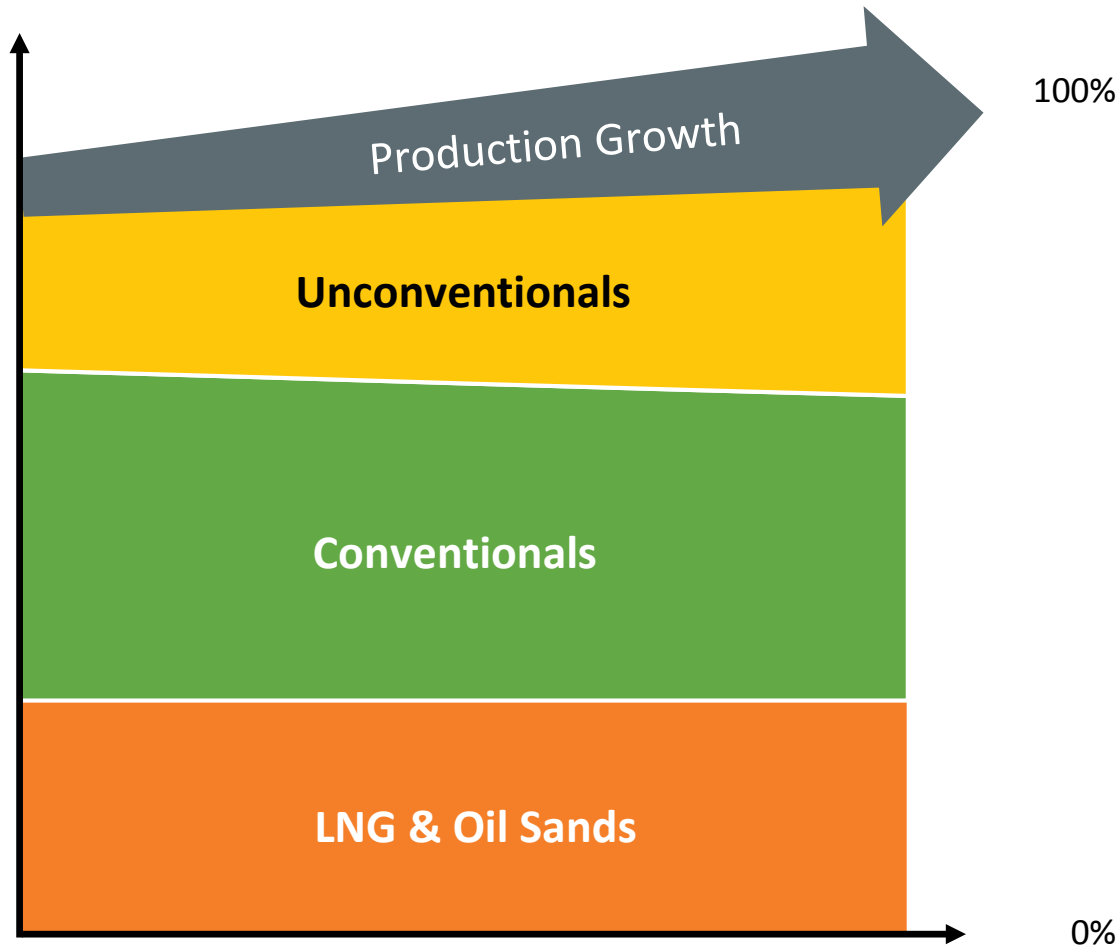 100%
Production Growth
Unconventionals
Conventionals
LNG & Oil Sands
0%